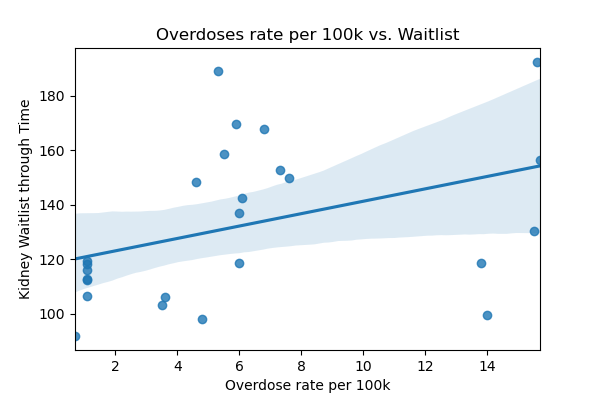 Overdoses rate per 100k vs. Waitlist
Kidney Waitlist through Time
180
160
140
120
100
2 4 6 8 10 12 14
Overdose rate per 100k